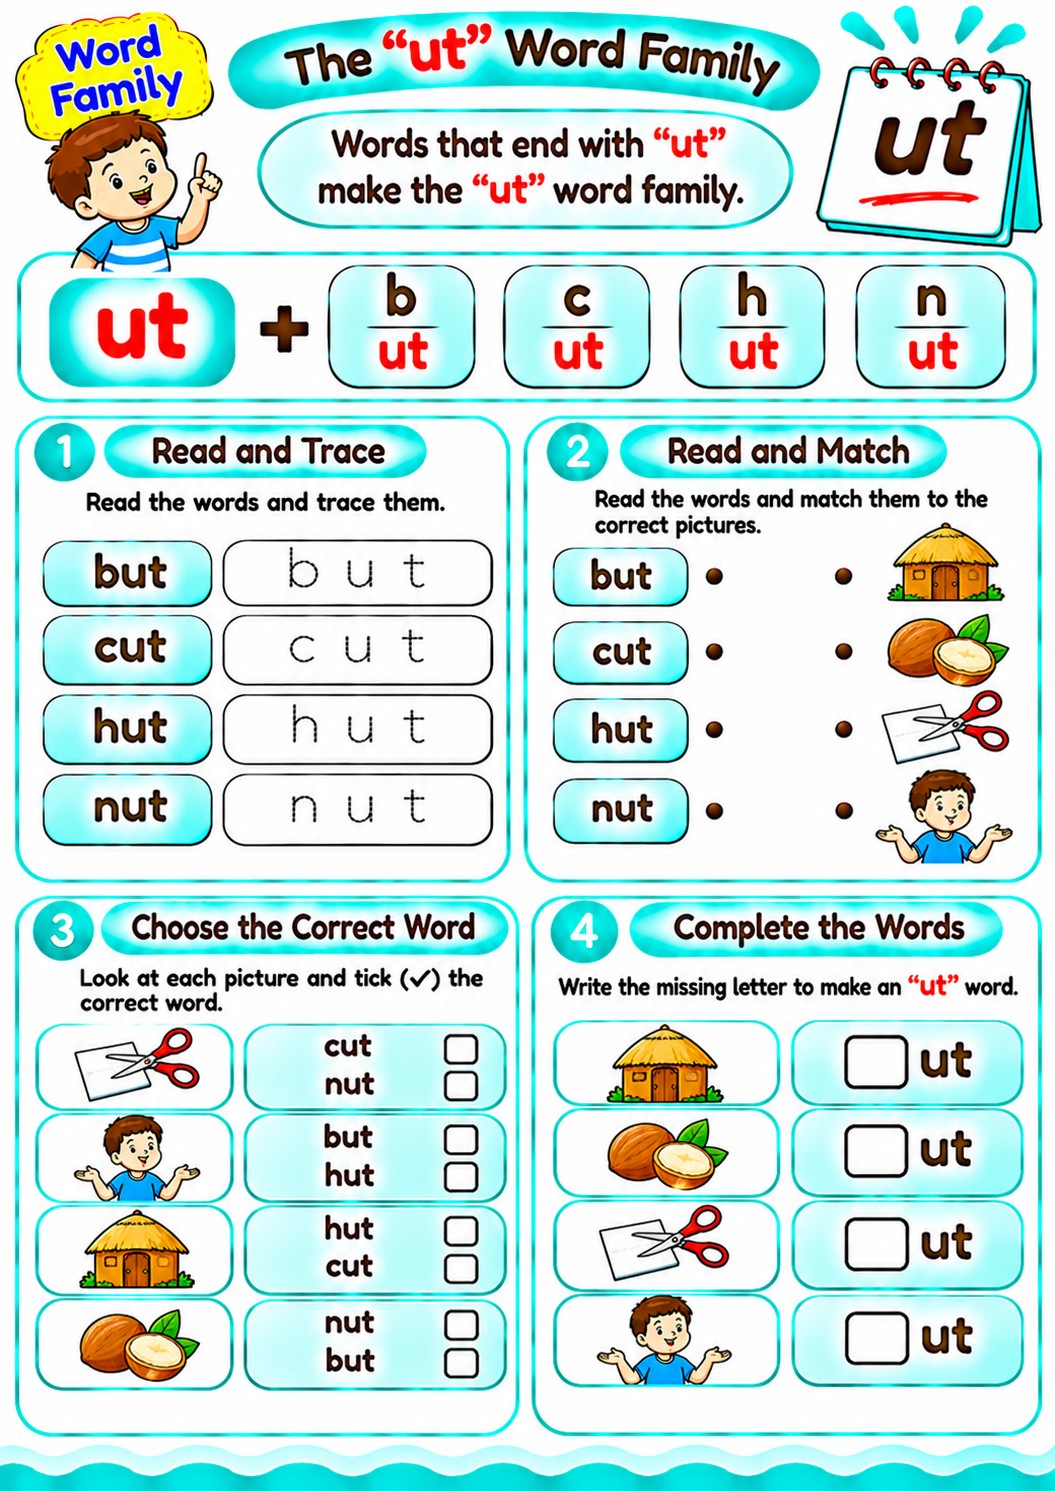 Word
Family
The “ut” Word Family
Words that end with “ut”
make the “ut” word family.
ut
ut + b ut c ut h ut n ut
1 Read and Trace
Read the words and trace them.
but b u t
cut c u t
hut h u t
nut n u t
2 Read and Match
Read the words and match them to the
correct pictures.
but
cut
hut
nut
3 Choose the Correct Word
Look at each picture and tick (✓) the
correct word.
cut
nut
but
hut
hut
cut
nut
but
4 Complete the Words
Write the missing letter to make an “ut” word.
ut
ut
ut
ut